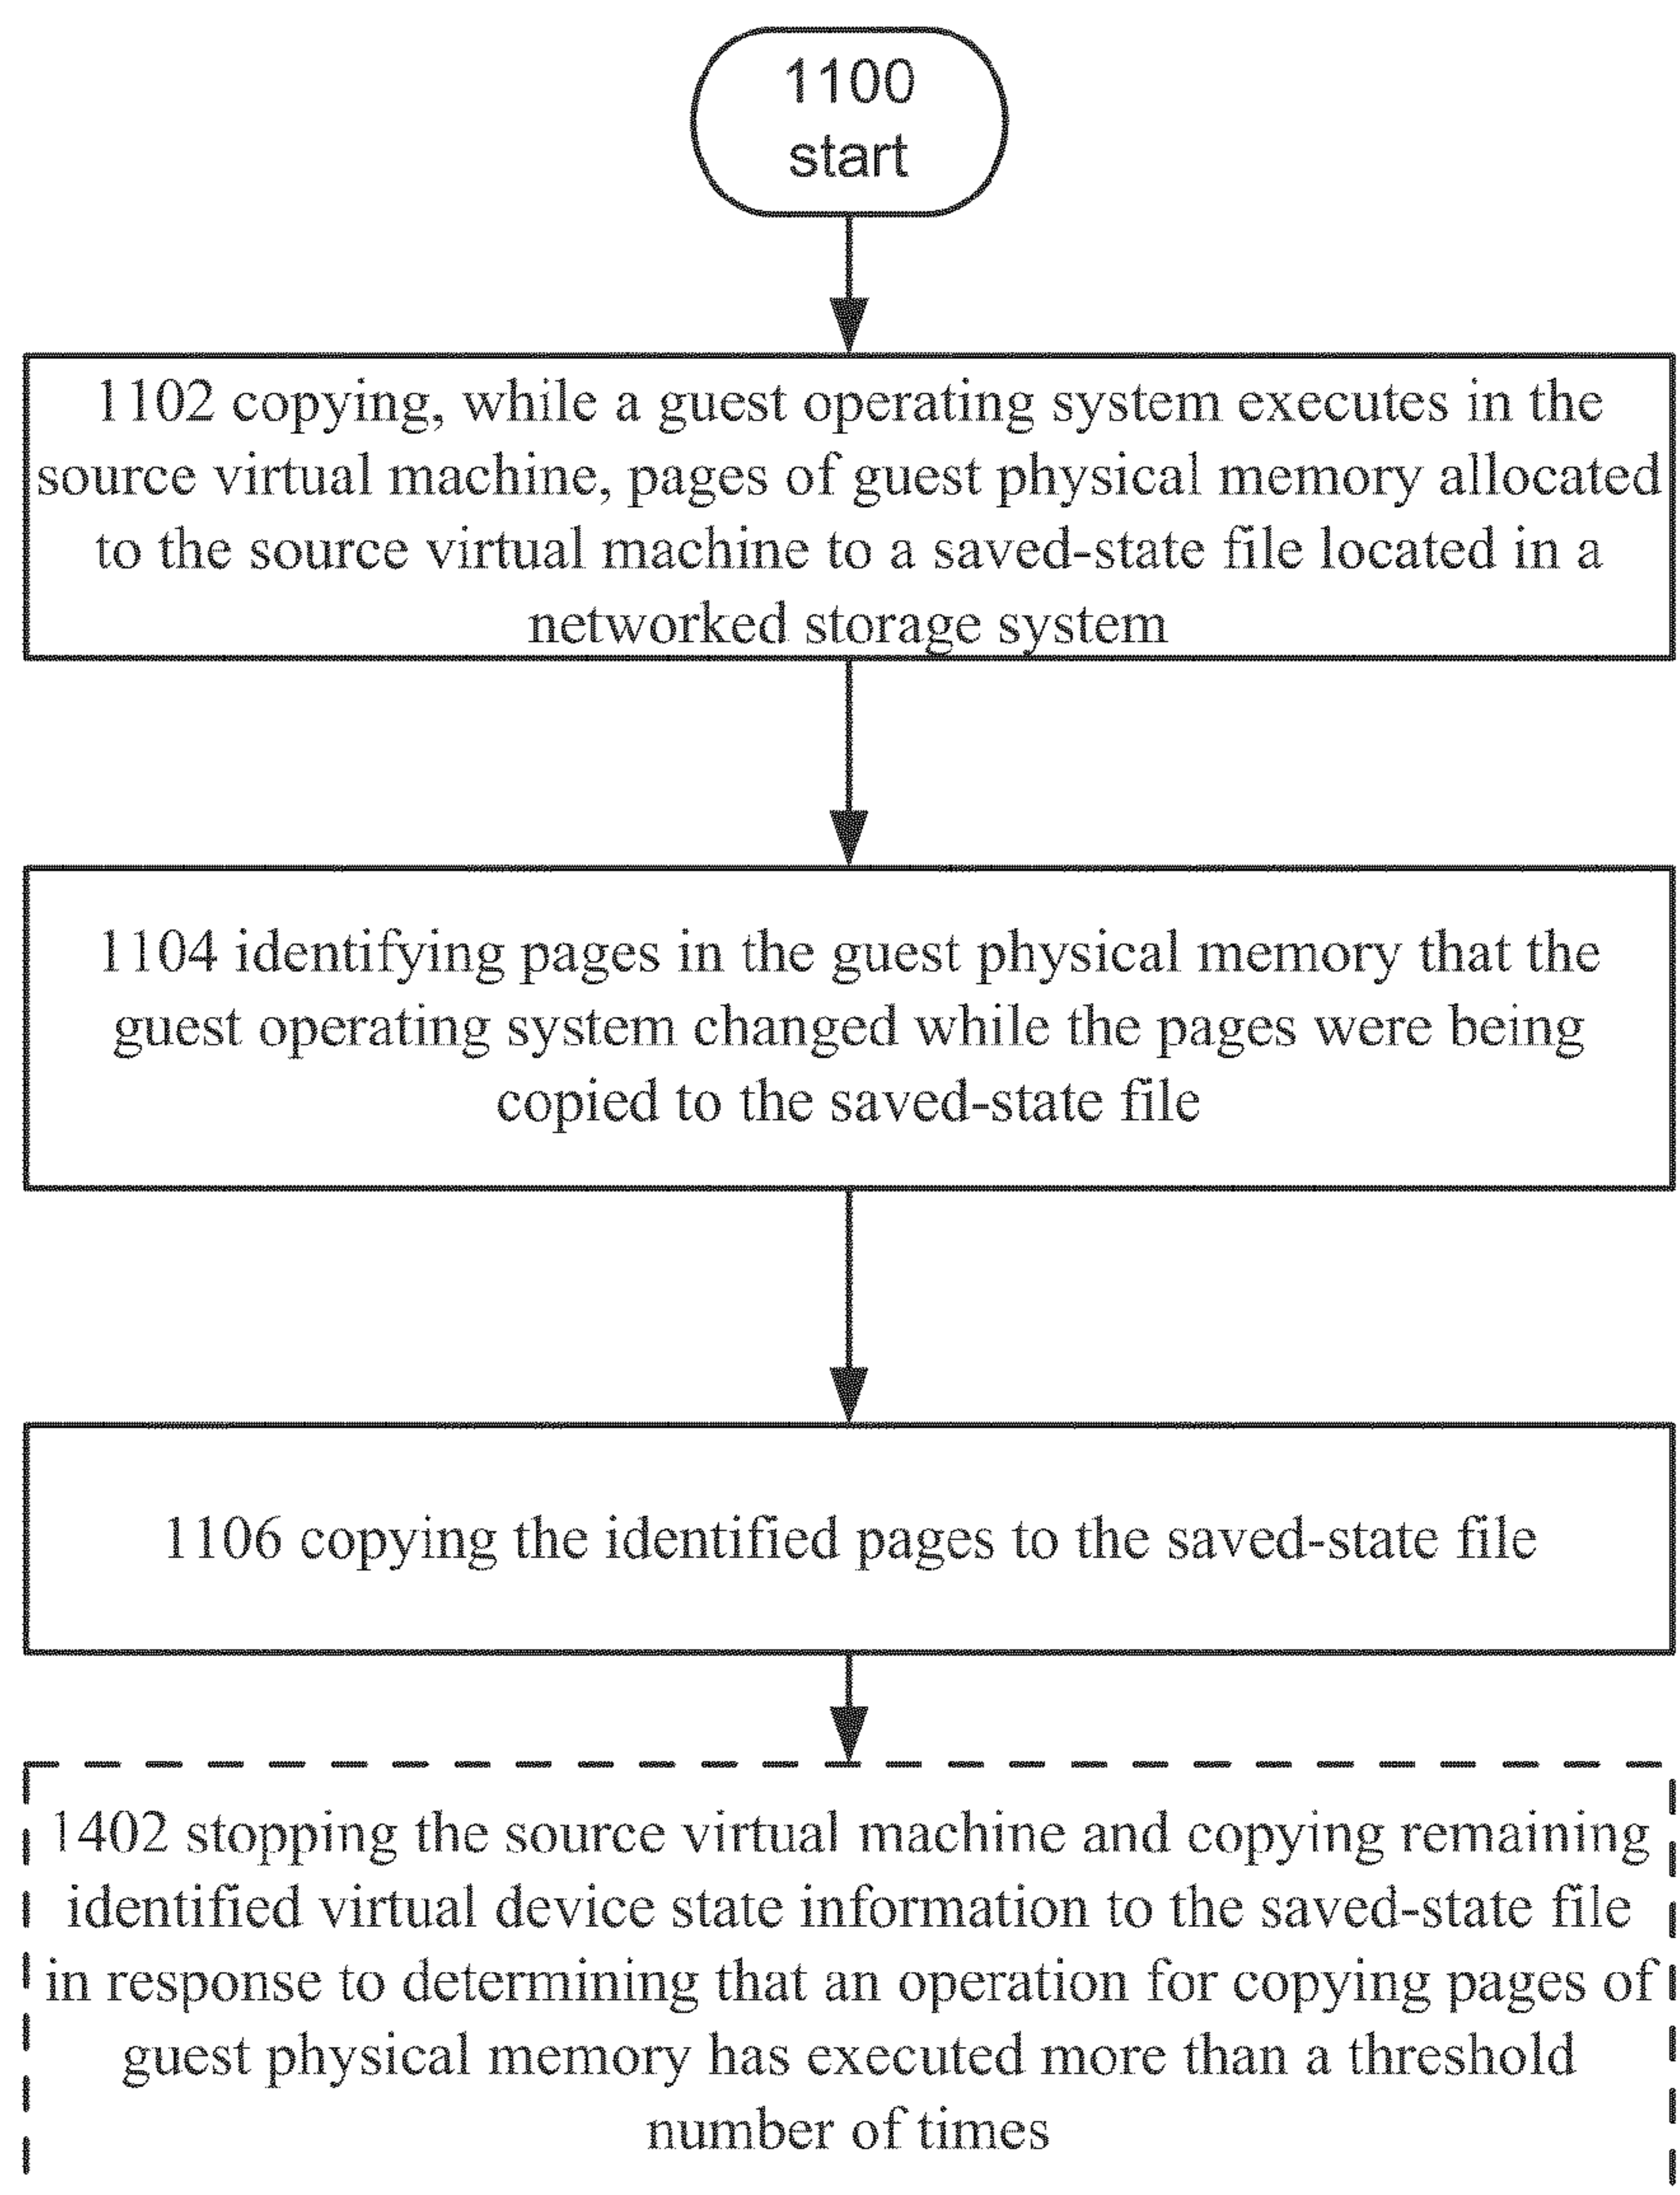 1100
start
1102 copying, while a guest operating system executes in the
source virtual machine, pages of guest physical memory allocated
to the source virtual machine to a saved-state file located in a
networked storage system
1104 identifying pages in the guest physical memory that the
guest operating system changed while the pages were being
copied to the saved-state file
1106 copying the identified pages to the saved-state file
1402 stopping the source virtual machine and copying remaining
identified virtual device state information to the saved-state file
in response to determining that an operation for copying pages of
guest physical memory has executed more than a threshold
number of times